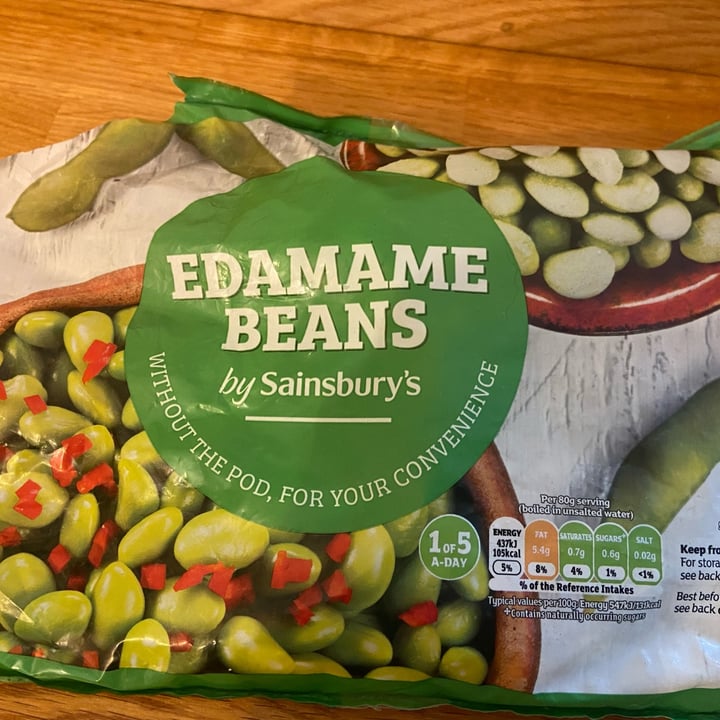 EDAMAME
BEANS
by Sainsbury's
WITHOUT THE POD, FOR YOUR CONVENIENCE
1 OF 5
A-DAY
Per 80g serving
(boiled in unsalted water)
ENERGY FAT SATURATES SUGARS+ SALT
437kJ 5.4g 0.7g 0.6g 0.02g
105kcal
5% 8% 4% 1% <1%
% of the Reference Intakes
Typical values per 100g: Energy 547kJ/131kcal
+Contains naturally occurring sugars
Keep fro
For stora
see back
Best befo
see back